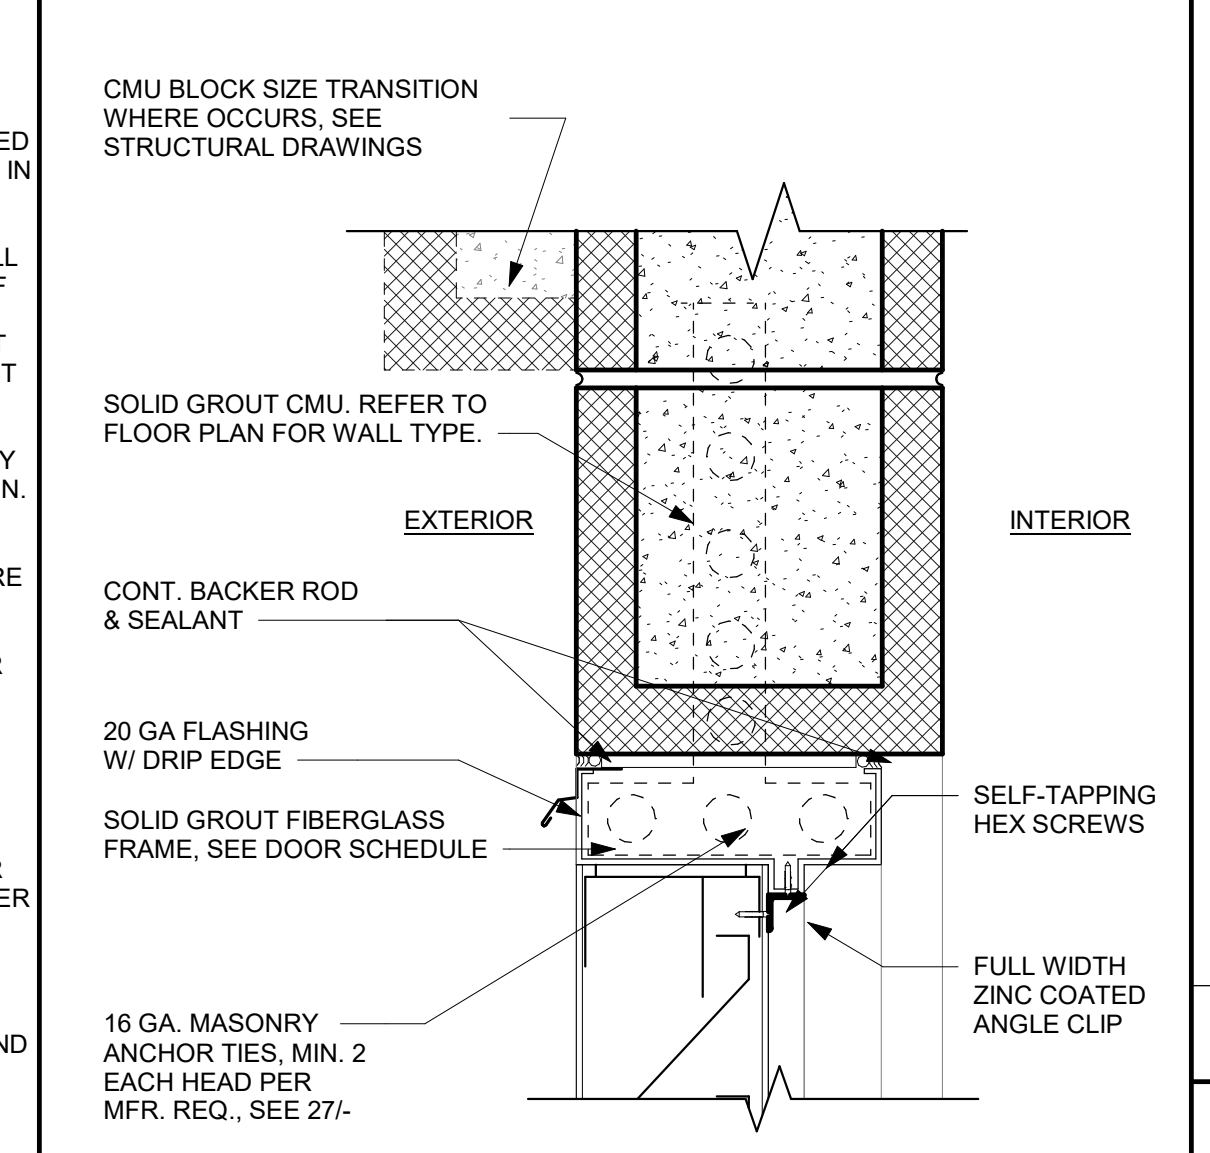 CMU BLOCK SIZE TRANSITION
WHERE OCCURS, SEE
STRUCTURAL DRAWINGS
SOLID GROUT CMU. REFER TO
FLOOR PLAN FOR WALL TYPE.
EXTERIOR
INTERIOR
CONT. BACKER ROD
& SEALANT
20 GA FLASHING
W/ DRIP EDGE
SOLID GROUT FIBERGLASS
FRAME, SEE DOOR SCHEDULE
SELF-TAPPING
HEX SCREWS
FULL WIDTH
ZINC COATED
ANGLE CLIP
16 GA. MASONRY
ANCHOR TIES, MIN. 2
EACH HEAD PER
MFR. REQ., SEE 27/-